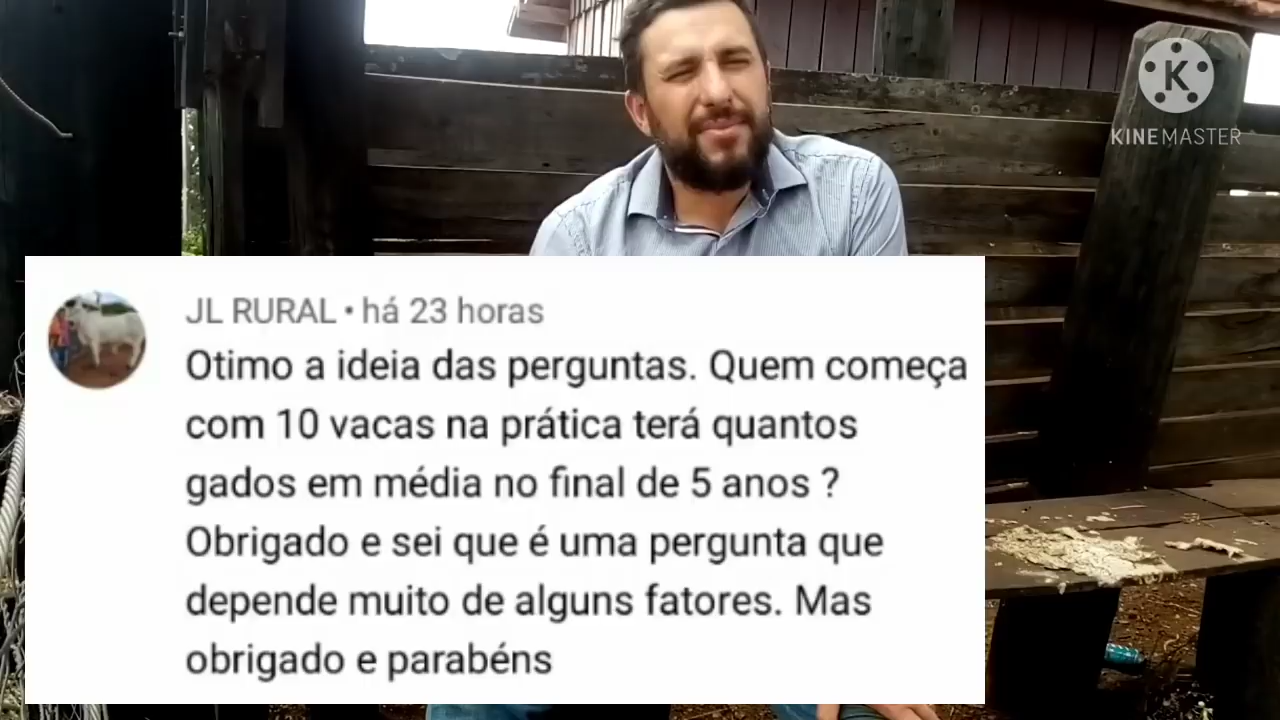 K
KINEMASTER
JL RURAL • há 23 horas
Otimo a ideia das perguntas. Quem começa
com 10 vacas na prática terá quantos
gados em média no final de 5 anos ?
Obrigado e sei que é uma pergunta que
depende muito de alguns fatores. Mas
obrigado e parabéns